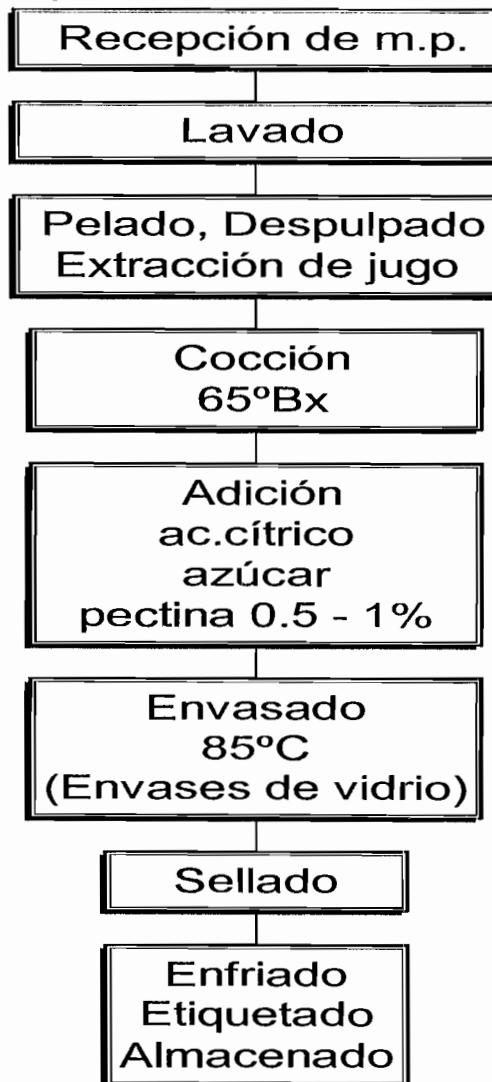 Recepción de m.p.
Lavado
Pelado, Despulpado
Extracción de jugo
Cocción
65ºBx
Adición
ac.cítrico
azúcar
pectina 0.5 - 1%
Envasado
85ºC
(Envases de vidrio)
Sellado
Enfriado
Etiquetado
Almacenado